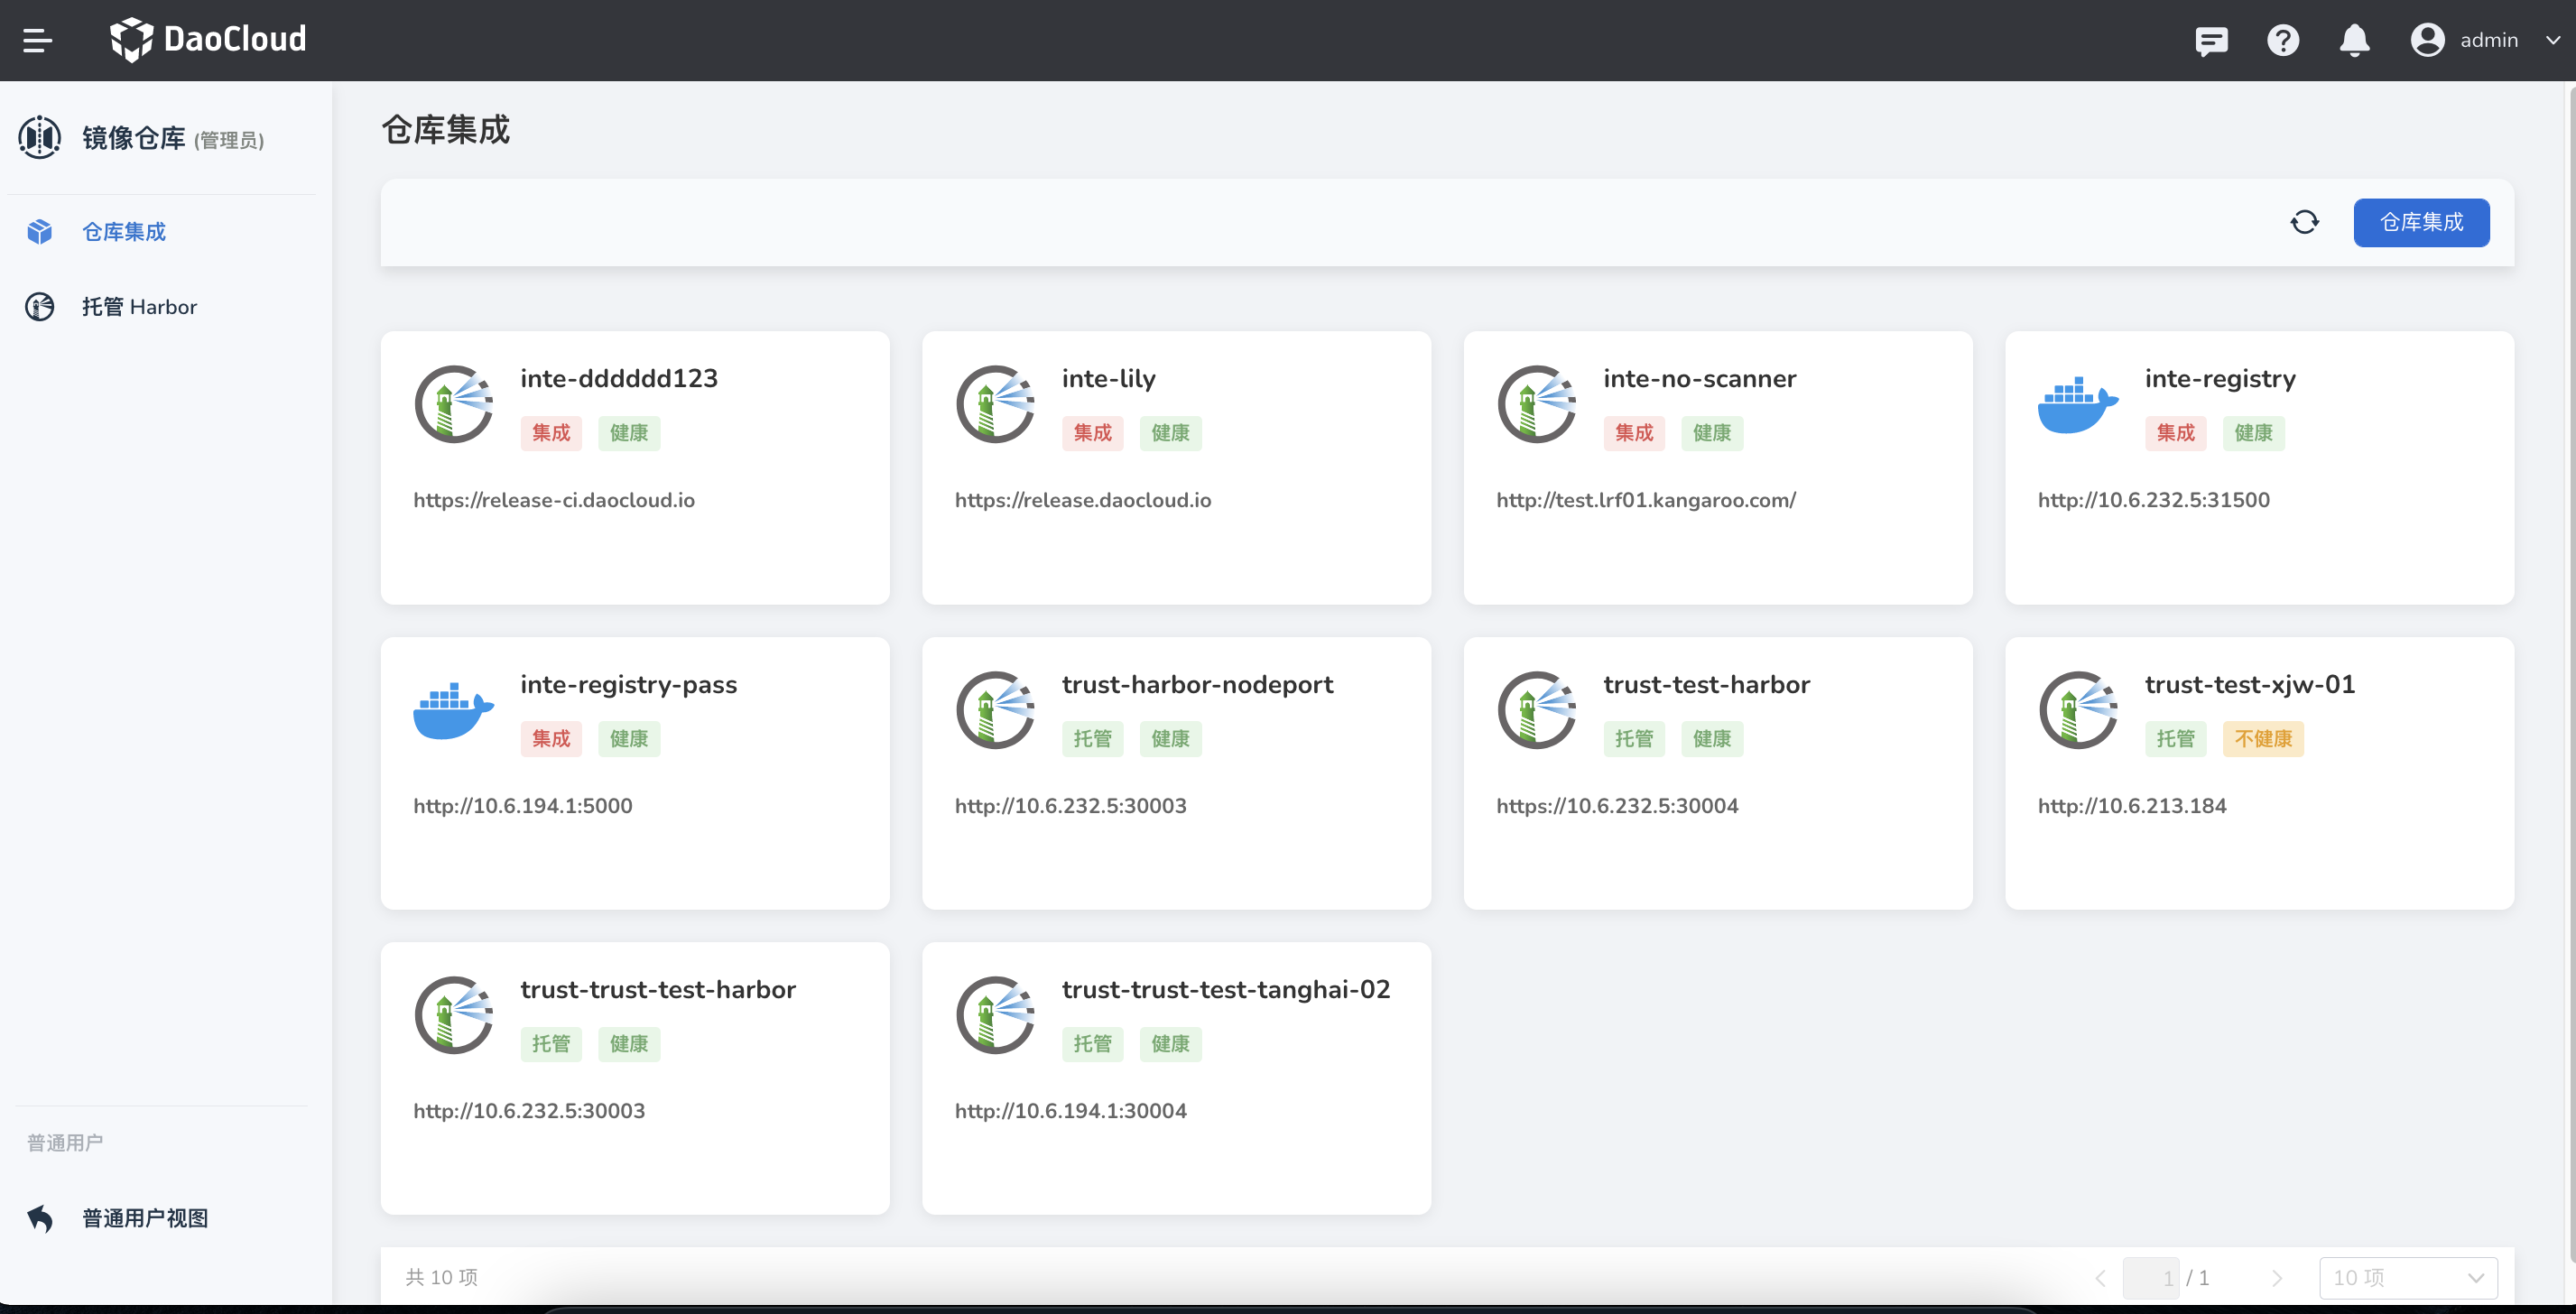 DaoCloud
admin
镜像仓库 (管理员)
仓库集成
托管 Harbor
普通用户
普通用户视图
仓库集成
仓库集成
inte-dddddd123
集成 健康
https://release-ci.daocloud.io
inte-lily
集成 健康
https://release.daocloud.io
inte-no-scanner
集成 健康
http://test.lrf01.kangaroo.com/
inte-registry
集成 健康
http://10.6.232.5:31500
inte-registry-pass
集成 健康
http://10.6.194.1:5000
trust-harbor-nodeport
托管 健康
http://10.6.232.5:30003
trust-test-harbor
托管 健康
https://10.6.232.5:30004
trust-test-xjw-01
托管 不健康
http://10.6.213.184
trust-trust-test-harbor
托管 健康
http://10.6.232.5:30003
trust-trust-test-tanghai-02
托管 健康
http://10.6.194.1:30004
共 10 项
1 / 1
10 项